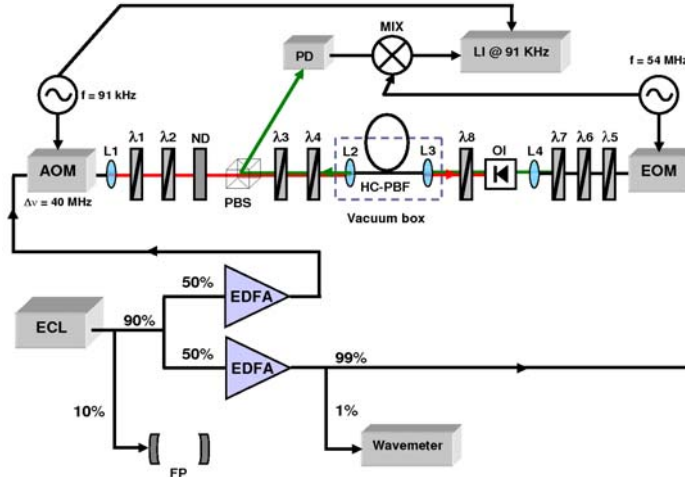 MIX
PD
LI @ 91 KHz
f = 91 kHz
f = 54 MHz
L1 λ1 λ2 ND λ3 λ4 L2 L3 λ8 OI L4 λ7 λ6 λ5
AOM
EOM
Δν = 40 MHz
PBS
HC-PBF
Vacuum box
50%
EDFA
ECL
90%
50%
EDFA
99%
10%
1%
Wavemeter
FP